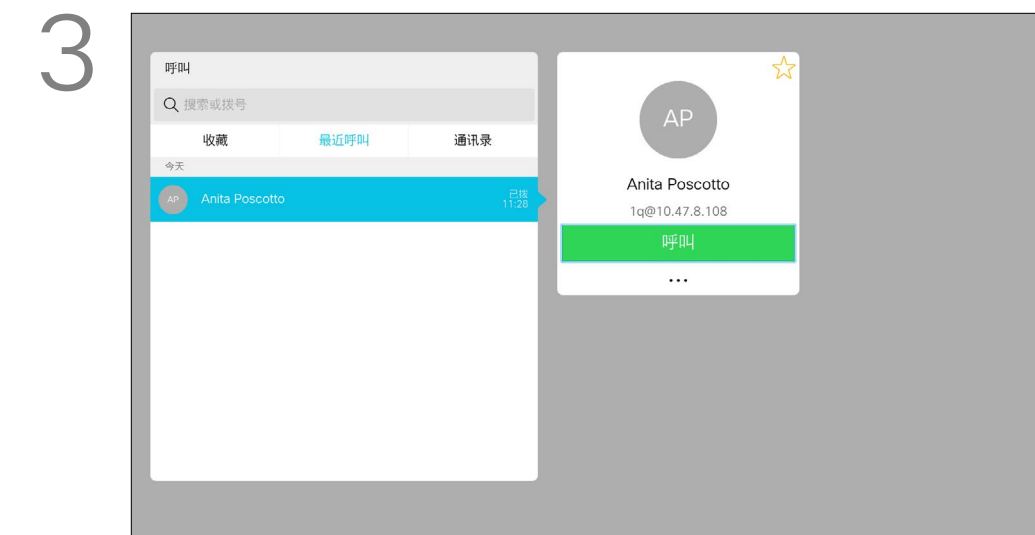 3
呼叫
搜索或拨号
收藏 最近呼叫 通讯录
今天
AP Anita Poscotto 已拨
11:28
AP
Anita Poscotto
1q@10.47.8.108
呼叫
...